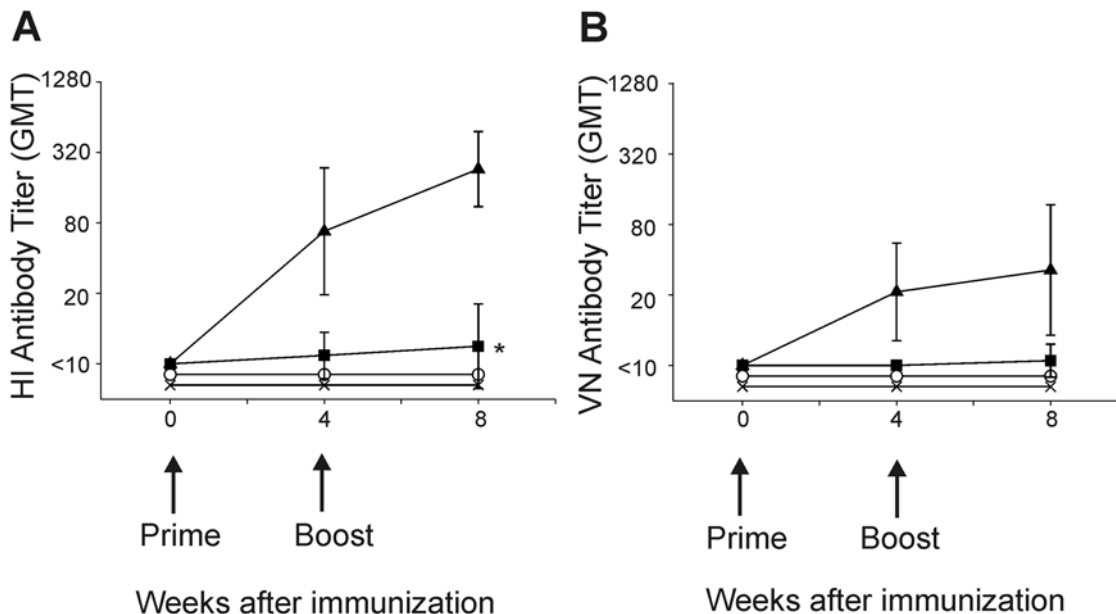 A
HI Antibody Titer (GMT)
1280
320
80
20
<10
*
0 4 8
Prime Boost
Weeks after immunization
B
VN Antibody Titer (GMT)
1280
320
80
20
<10
0 4 8
Prime Boost
Weeks after immunization